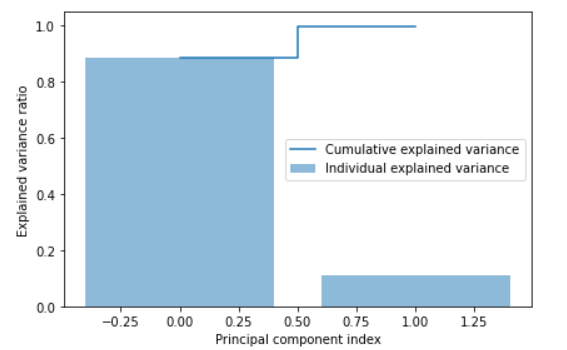 1.0
0.8
0.6
0.4
0.2
0.0
Explained variance ratio
Cumulative explained variance
Individual explained variance
−0.25 0.00 0.25 0.50 0.75 1.00 1.25
Principal component index